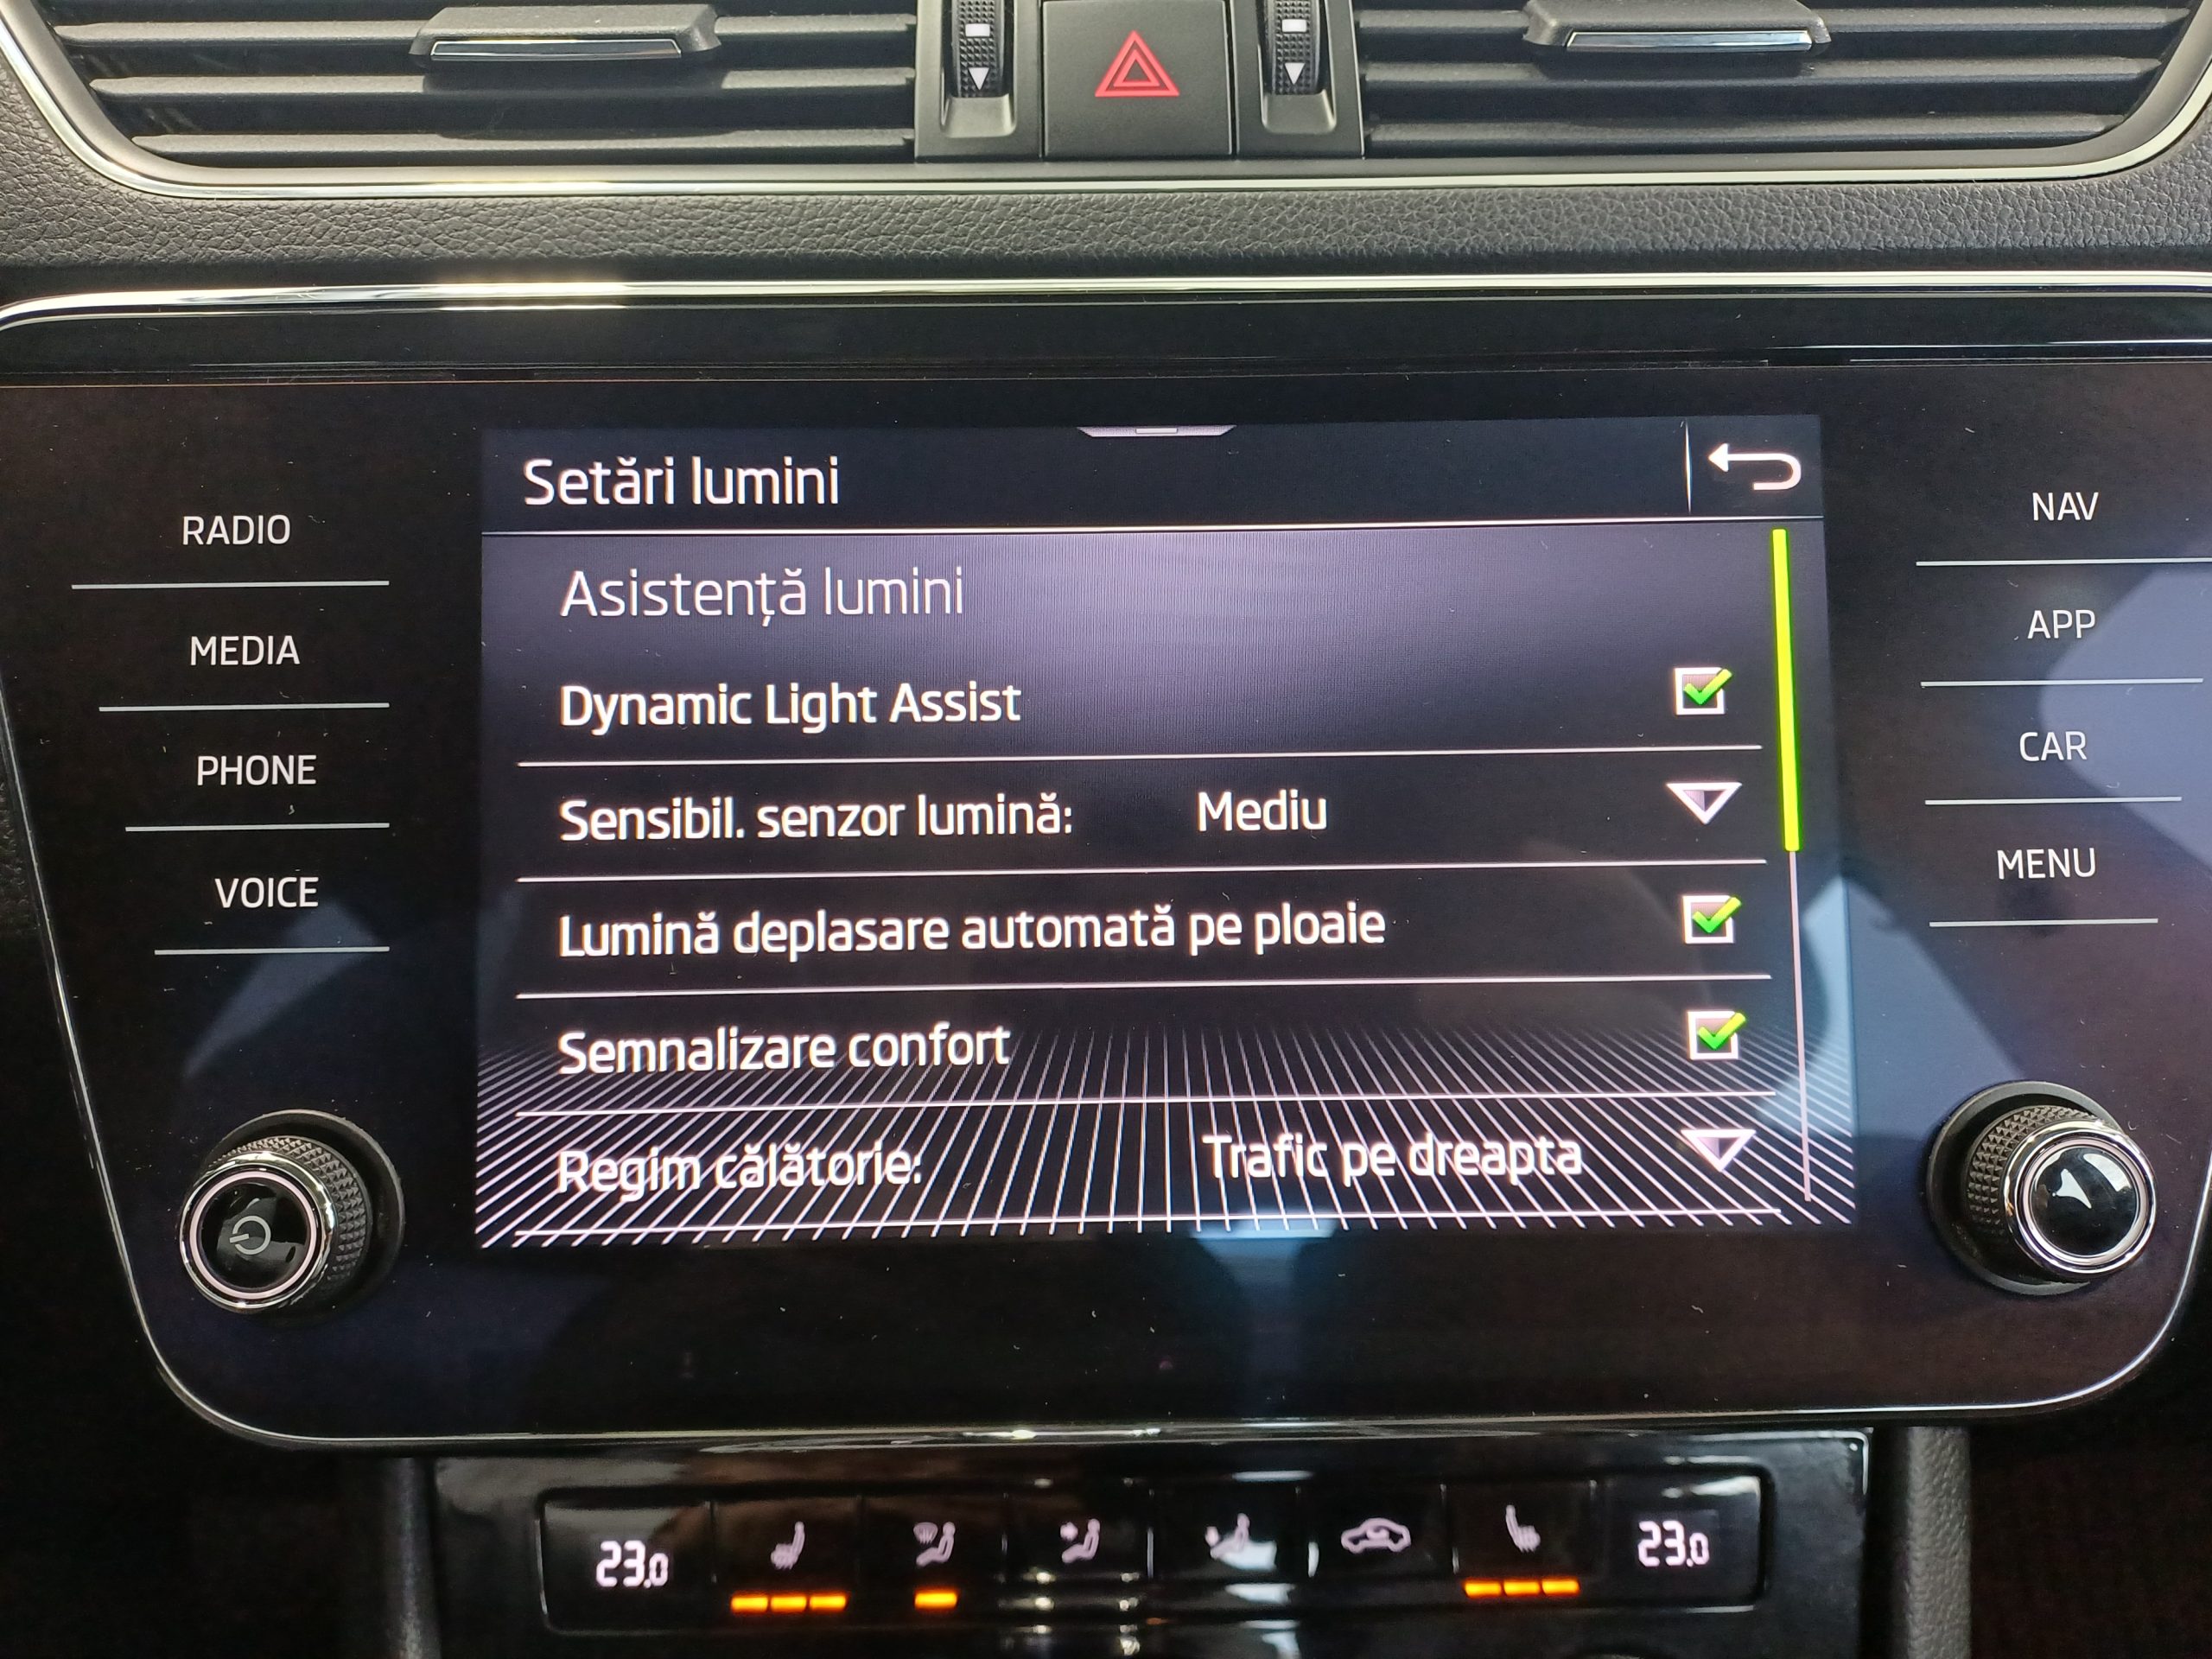 Setări lumini
Asistență lumini
Dynamic Light Assist
Sensibil. senzor lumină: Mediu
Lumină deplasare automată pe ploaie
Semnalizare confort
Regim călătorie: Trafic pe dreapta
RADIO
MEDIA
PHONE
VOICE
NAV
APP
CAR
MENU
23.0
23.0